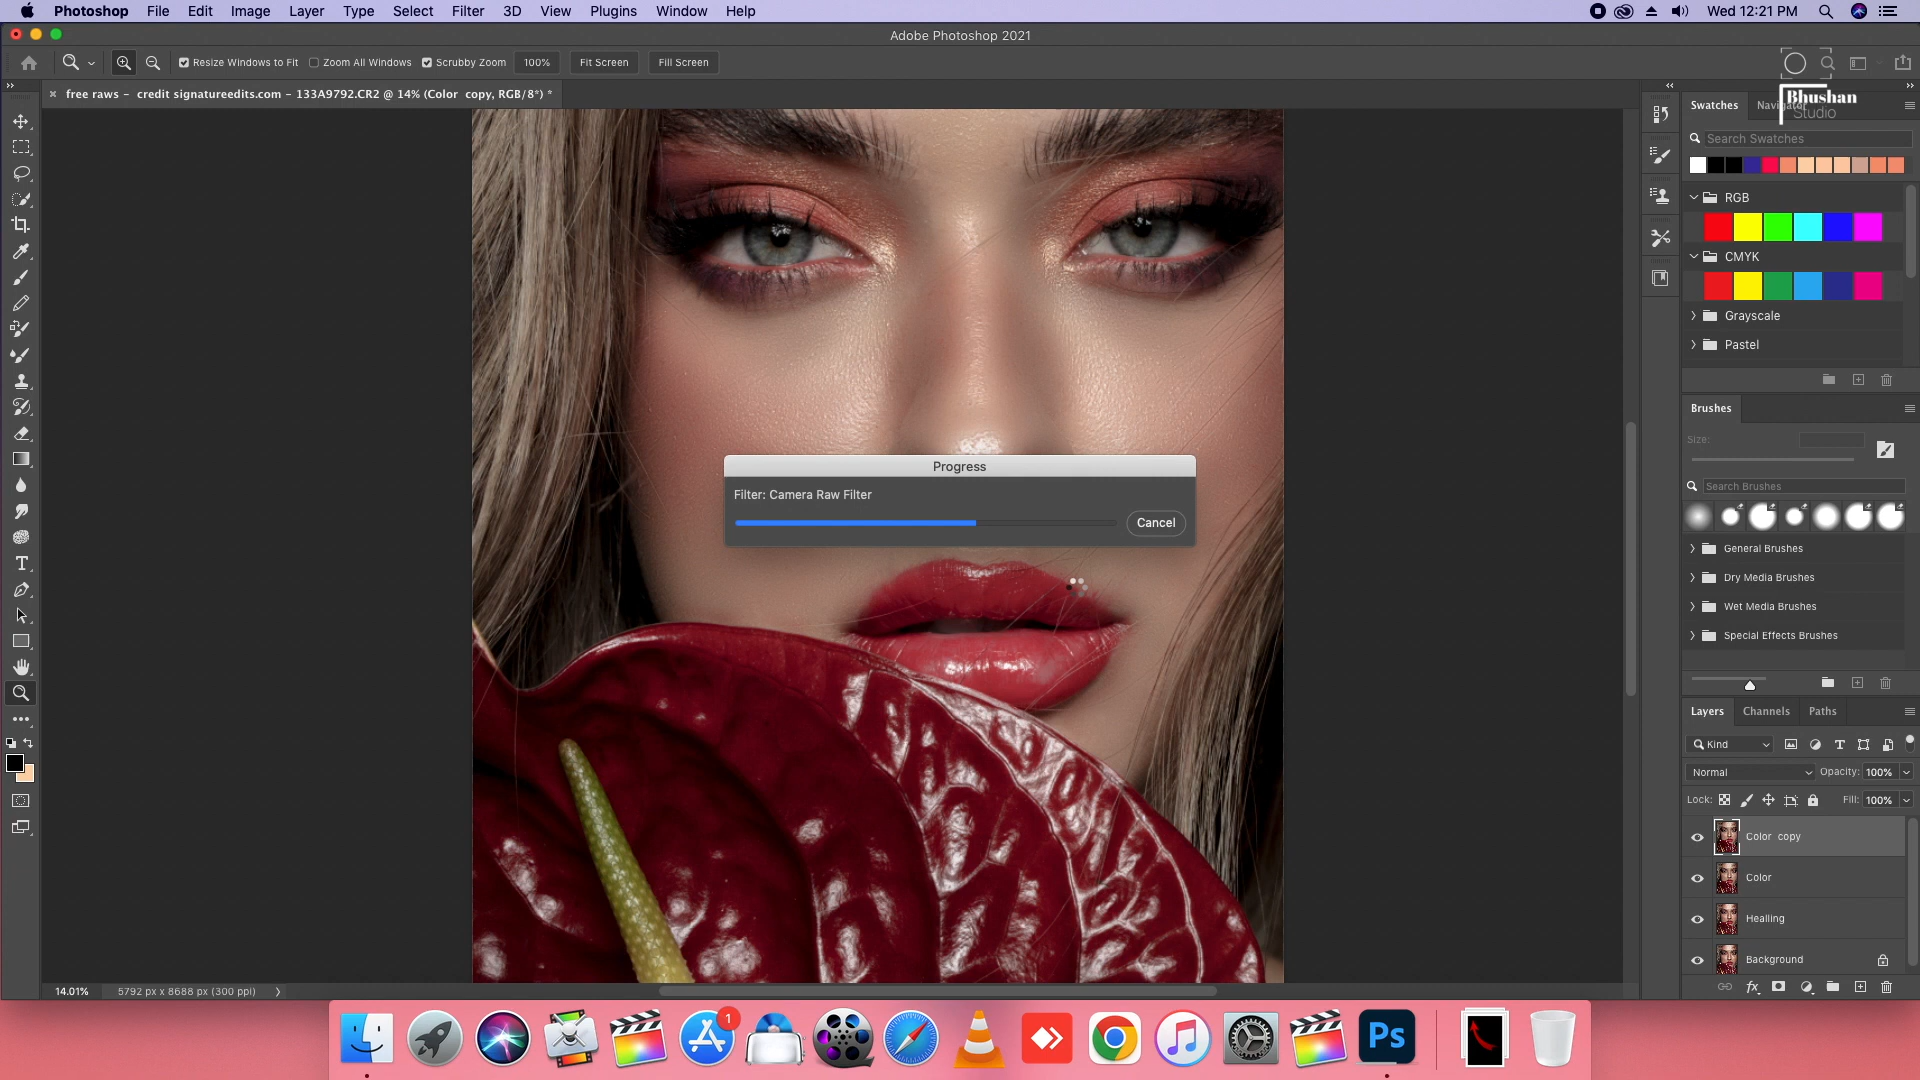 Photoshop File Edit Image Layer Type Select Filter 3D View Plugins Window Help Wed 12:21 PM
Adobe Photoshop 2021
Resize Windows to Fit Zoom All Windows Scrubby Zoom 100% Fit Screen Fill Screen
free raws - credit signatureedits.com - 133A9792.CR2 @ 14% (Color copy, RGB/8*) *
Bhushan
Studio
Swatches Navigator
Search Swatches
RGB
CMYK
Grayscale
Pastel
Brushes
Size:
Search Brushes
General Brushes
Dry Media Brushes
Wet Media Brushes
Special Effects Brushes
Progress
Filter: Camera Raw Filter
Cancel
Layers Channels Paths
Kind
Normal Opacity: 100%
Lock: Fill: 100%
Color copy
Color
Healling
Background
14.01% 5792 px x 8688 px (300 ppi)
1
Ps